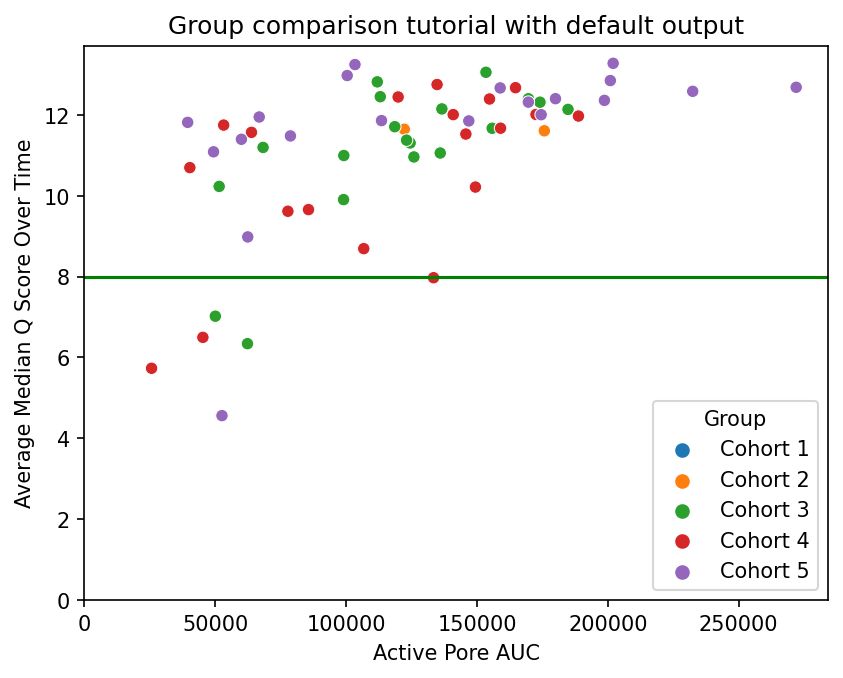 Group comparison tutorial with default output
Average Median Q Score Over Time
12
10
8
6
4
2
0
Group
Cohort 1
Cohort 2
Cohort 3
Cohort 4
Cohort 5
0 50000 100000 150000 200000 250000
Active Pore AUC